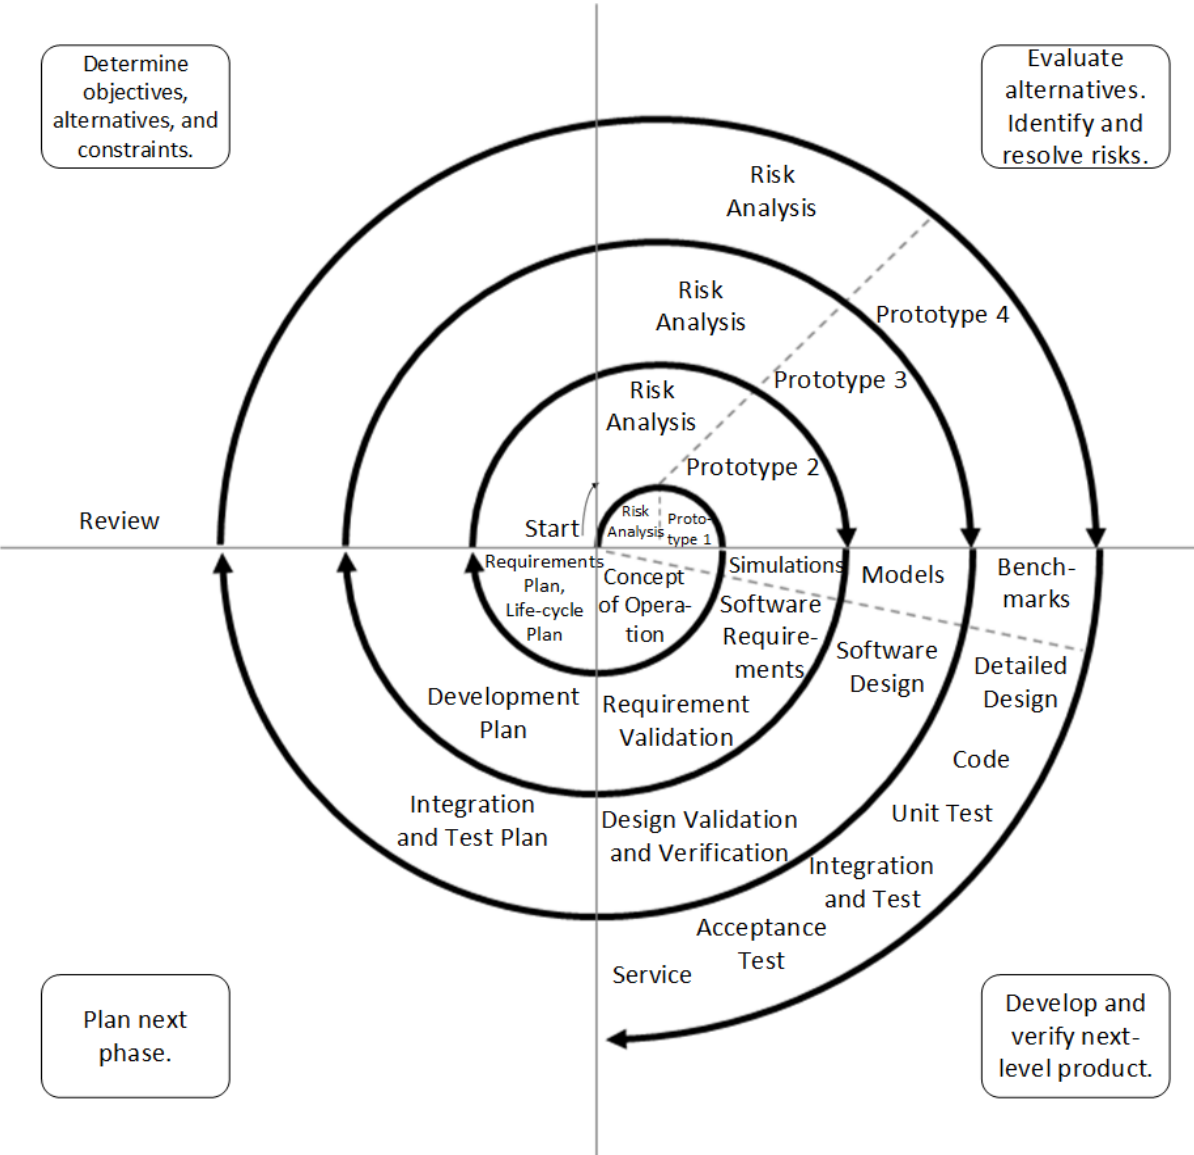 Determine
objectives,
alternatives, and
constraints.
Evaluate
alternatives.
Identify and
resolve risks.
Risk
Analysis
Risk
Analysis
Prototype 4
Prototype 3
Risk
Analysis
Prototype 2
Risk
Analysis
Proto-
type 1
Start
Review
Requirements
Plan,
Life-cycle
Plan
Concept
of Opera-
tion
Simulations
Software
Require-
ments
Models
Bench-
marks
Software
Design
Detailed
Design
Development
Plan
Requirement
Validation
Code
Integration
and Test Plan
Design Validation
and Verification
Unit Test
Integration
and Test
Acceptance
Test
Service
Plan next
phase.
Develop and
verify next-
level product.